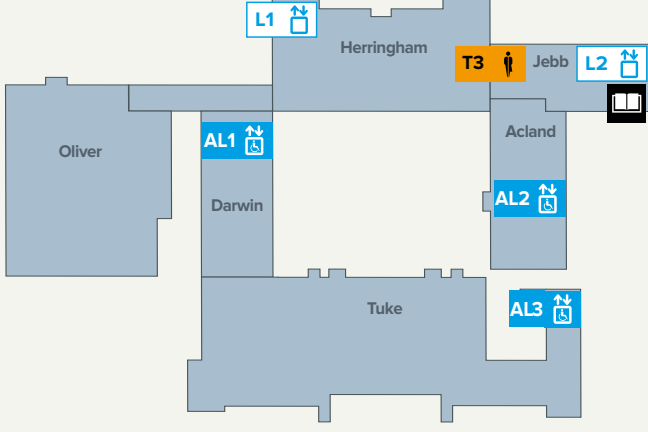 L1
Herringham
T3
Jebb
L2
Acland
AL1
Oliver
AL2
Darwin
Tuke
AL3